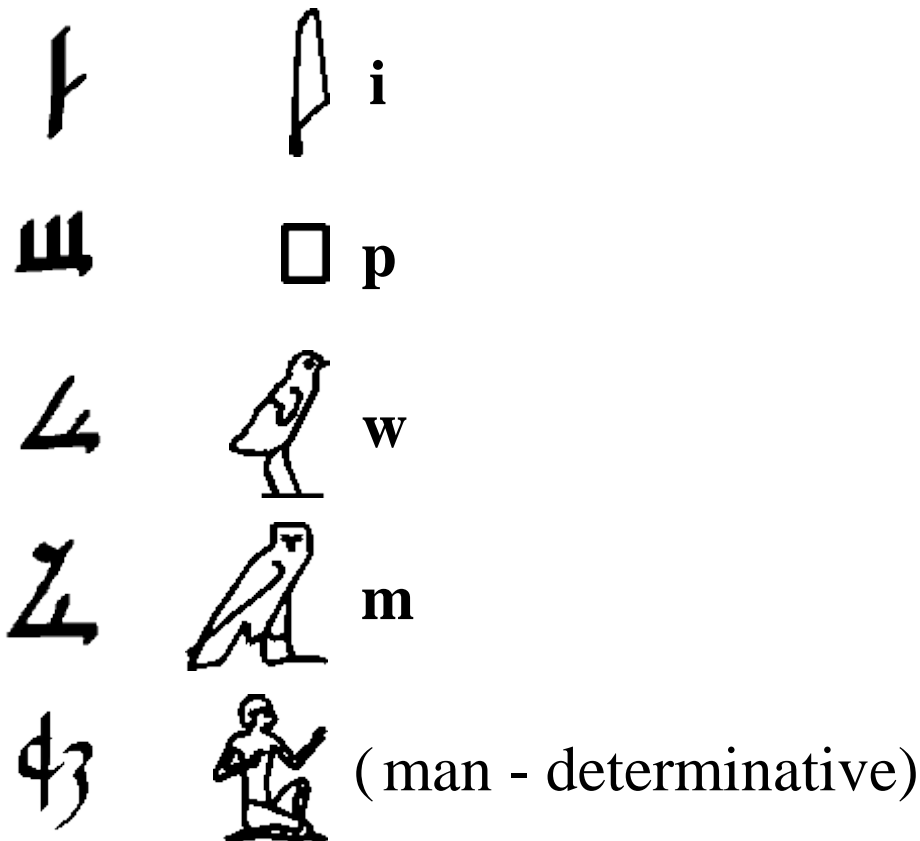 𓇋 i
𓊪 p
𓅱 w
𓅓 m
𓀀 (man - determinative)